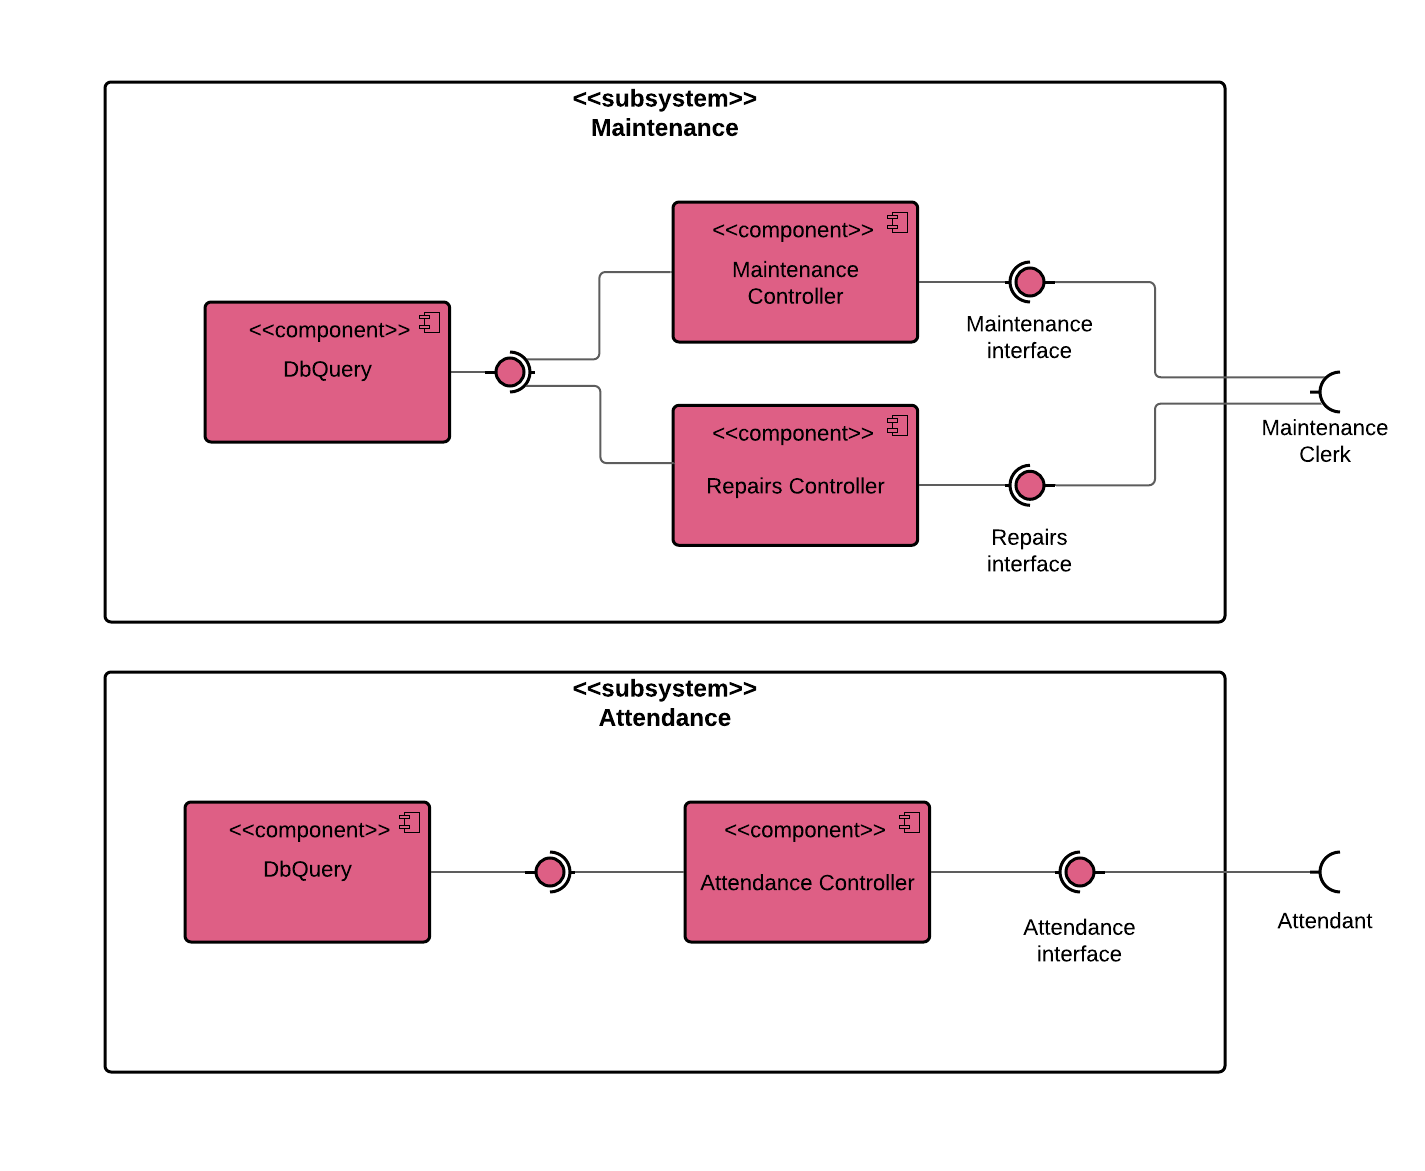 <<subsystem>>
Maintenance
<<component>>
Maintenance
Controller
<<component>>
DbQuery
Maintenance
interface
<<component>>
Repairs Controller
Maintenance
Clerk
Repairs
interface
<<subsystem>>
Attendance
<<component>>
DbQuery
<<component>>
Attendance Controller
Attendance
interface
Attendant